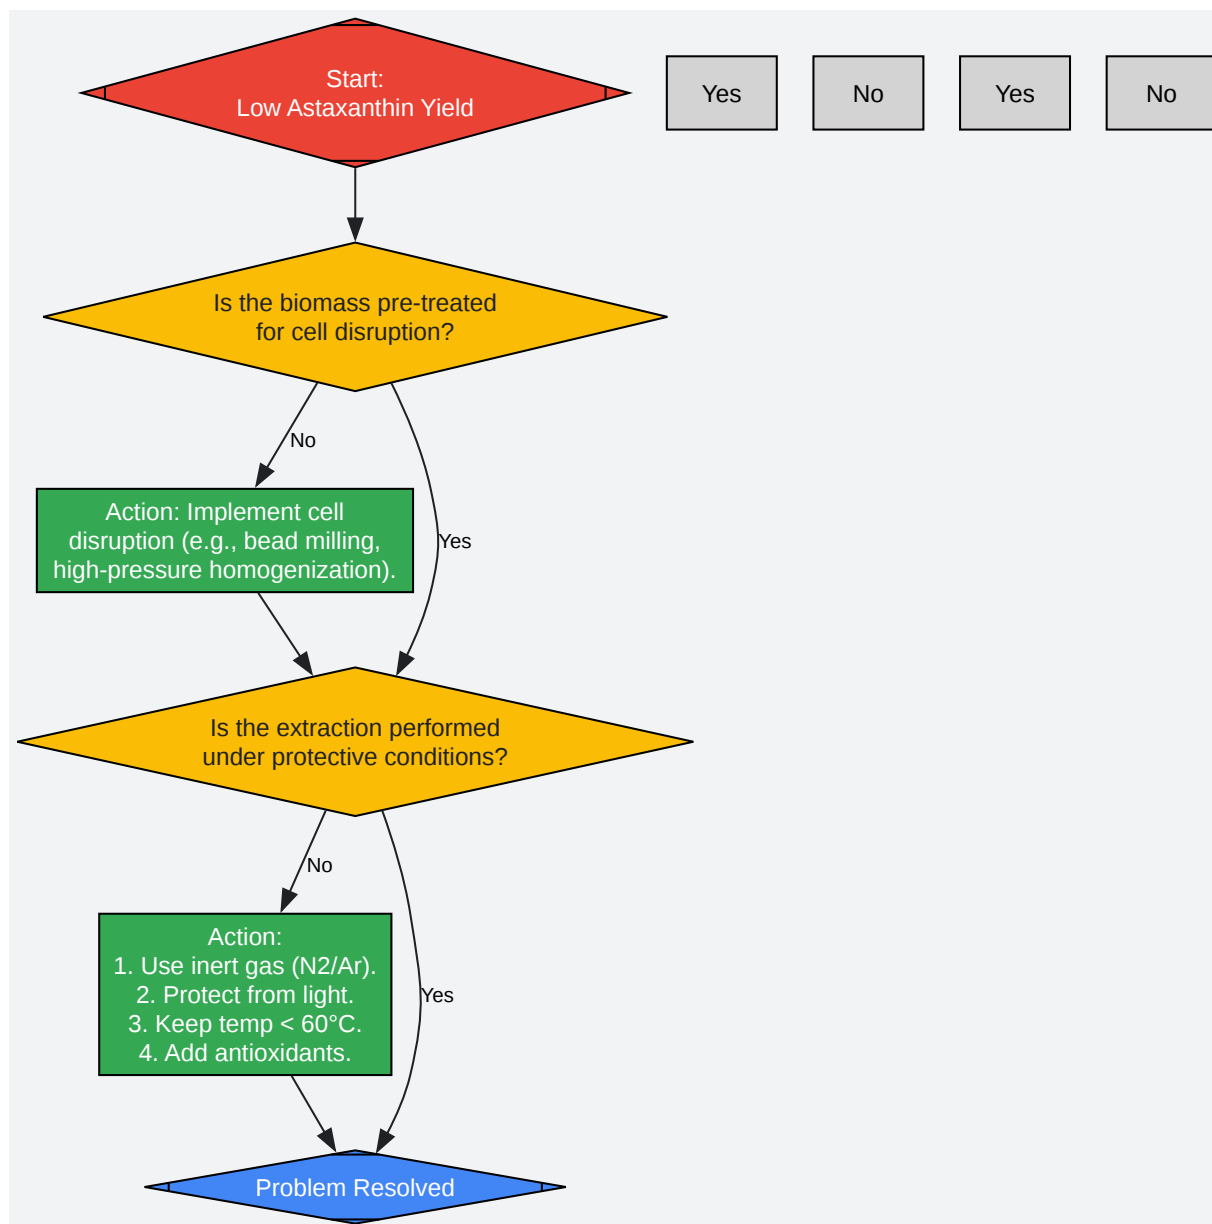 Start:
Low Astaxanthin Yield
Yes
No
Yes
No
Is the biomass pre-treated
for cell disruption?
No
Action: Implement cell
disruption (e.g., bead milling,
high-pressure homogenization).
Yes
Is the extraction performed
under protective conditions?
No
Action:
1. Use inert gas (N2/Ar).
2. Protect from light.
3. Keep temp < 60°C.
4. Add antioxidants.
Yes
Problem Resolved